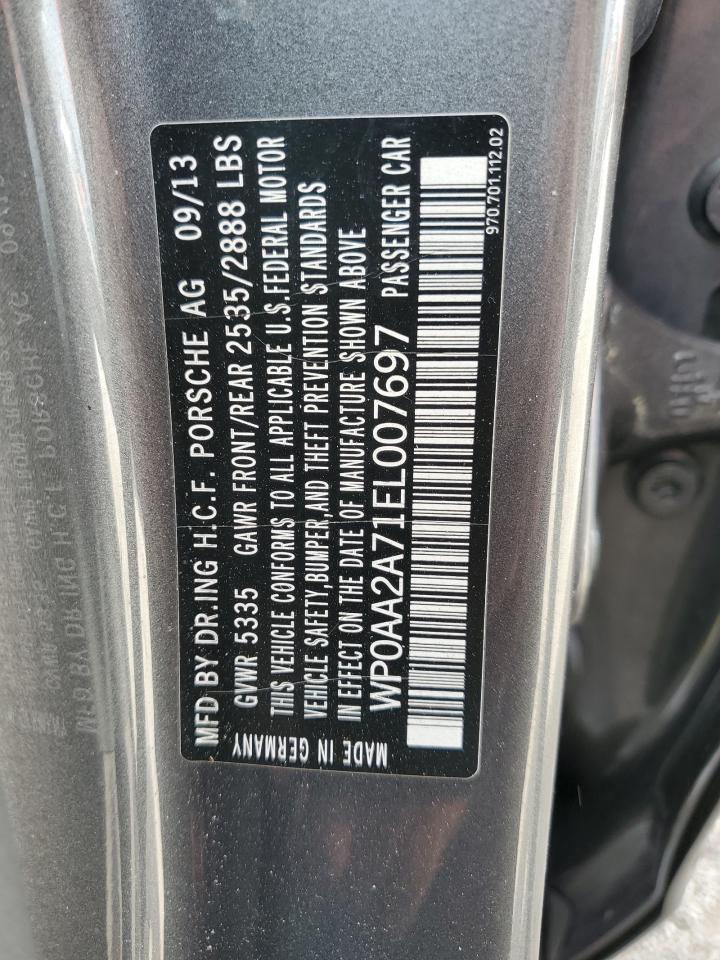 MFD BY DR.ING H.C.F. PORSCHE AG 09/13
GVWR 5335 GAWR FRONT/REAR 2535/2888 LBS
THIS VEHICLE CONFORMS TO ALL APPLICABLE U.S.FEDERAL MOTOR
VEHICLE SAFETY,BUMPER,AND THEFT PREVENTION STANDARDS
IN EFFECT ON THE DATE OF MANUFACTURE SHOWN ABOVE
WP0AA2A71EL007697 PASSENGER CAR
MADE IN GERMANY
970.701.112.02